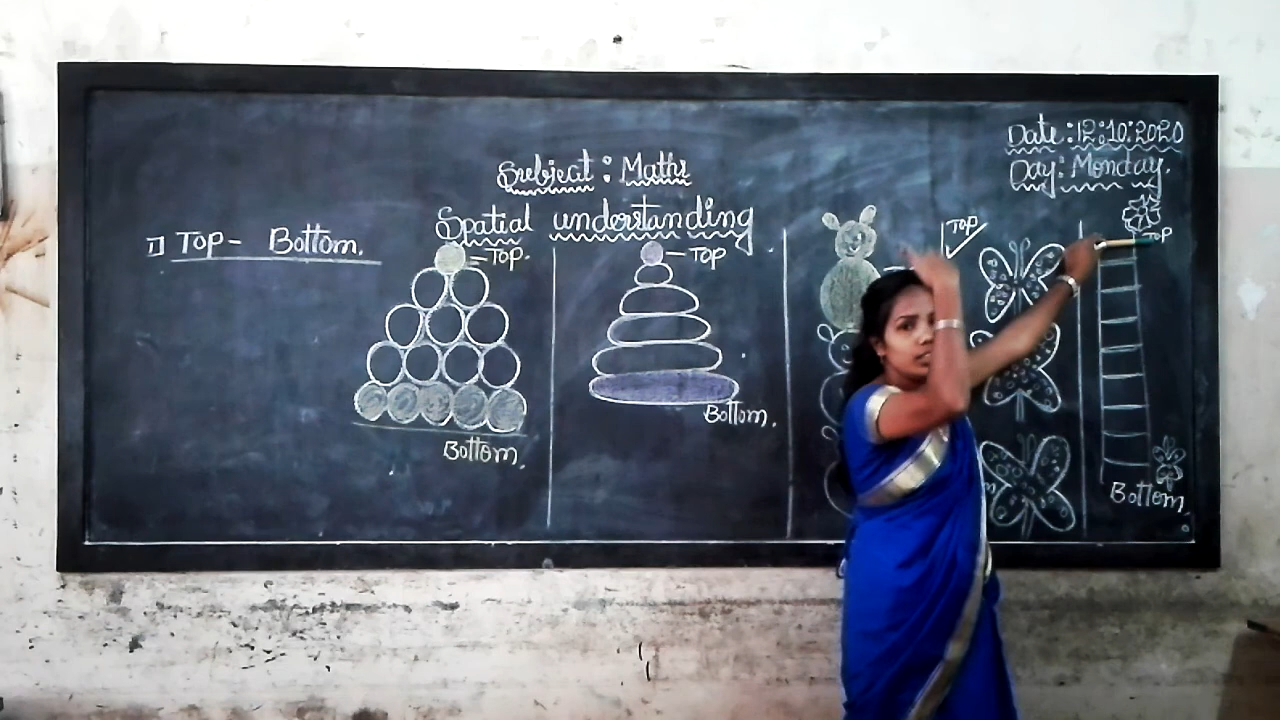 Date : 12:10:2020
Day : Monday.
Subject : Maths
Spatial understanding
I] Top - Bottom.
- Top.
- Top
Top
Top
Bottom.
Bottom.
Bottom.